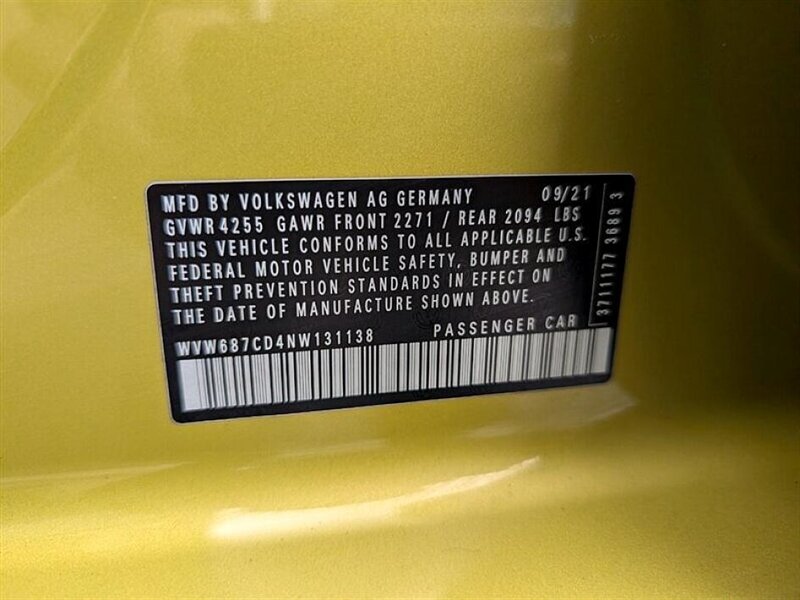 MFD BY VOLKSWAGEN AG GERMANY 09/21
GVWR 4255 GAWR FRONT 2271 / REAR 2094 LBS
THIS VEHICLE CONFORMS TO ALL APPLICABLE U.S.
FEDERAL MOTOR VEHICLE SAFETY, BUMPER AND
THEFT PREVENTION STANDARDS IN EFFECT ON
THE DATE OF MANUFACTURE SHOWN ABOVE.
WVW687CD4NW131138 PASSENGER CAR
3711177 3689 3